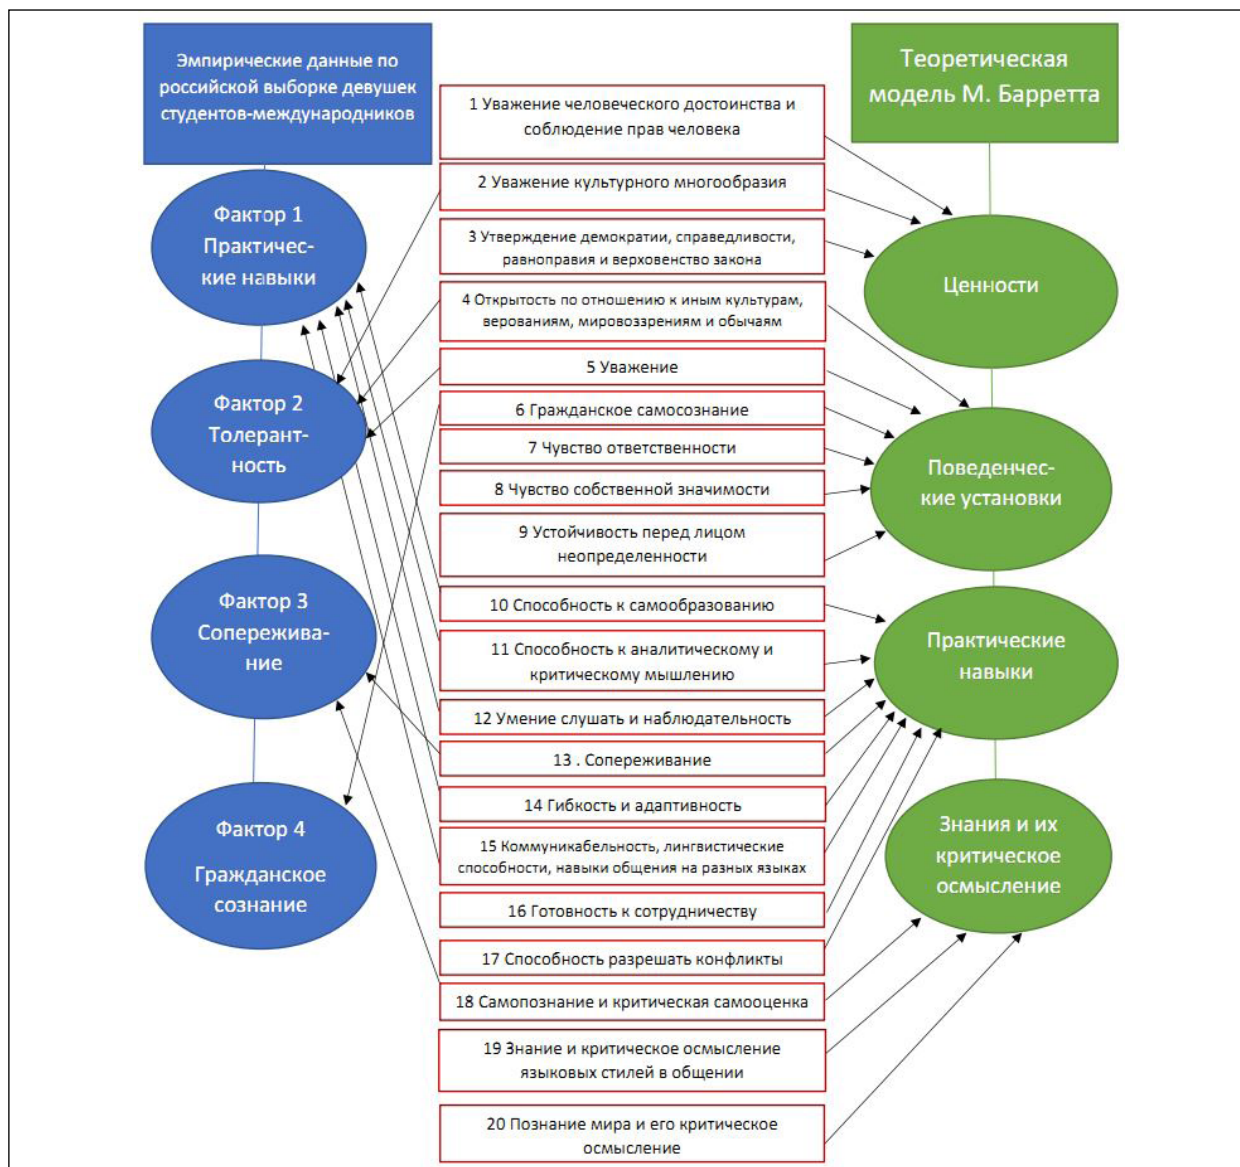 Эмпирические данные по
российской выборке девушек
студентов-международников
Фактор 1
Практичес-
кие навыки
Фактор 2
Толерант-
ность
Фактор 3
Сопережива-
ние
Фактор 4
Гражданское
сознание
1 Уважение человеческого достоинства и
соблюдение прав человека
2 Уважение культурного многообразия
3 Утверждение демократии, справедливости,
равноправия и верховенство закона
4 Открытость по отношению к иным культурам,
верованиям, мировоззрениям и обычаям
5 Уважение
6 Гражданское самосознание
7 Чувство ответственности
8 Чувство собственной значимости
9 Устойчивость перед лицом
неопределенности
10 Способность к самообразованию
11 Способность к аналитическому и
критическому мышлению
12 Умение слушать и наблюдательность
13 . Сопереживание
14 Гибкость и адаптивность
15 Коммуникабельность, лингвистические
способности, навыки общения на разных языках
16 Готовность к сотрудничеству
17 Способность разрешать конфликты
18 Самопознание и критическая самооценка
19 Знание и критическое осмысление
языковых стилей в общении
20 Познание мира и его критическое
осмысление
Теоретическая
модель М. Барретта
Ценности
Поведенчес-
кие установки
Практические
навыки
Знания и их
критическое
осмысление